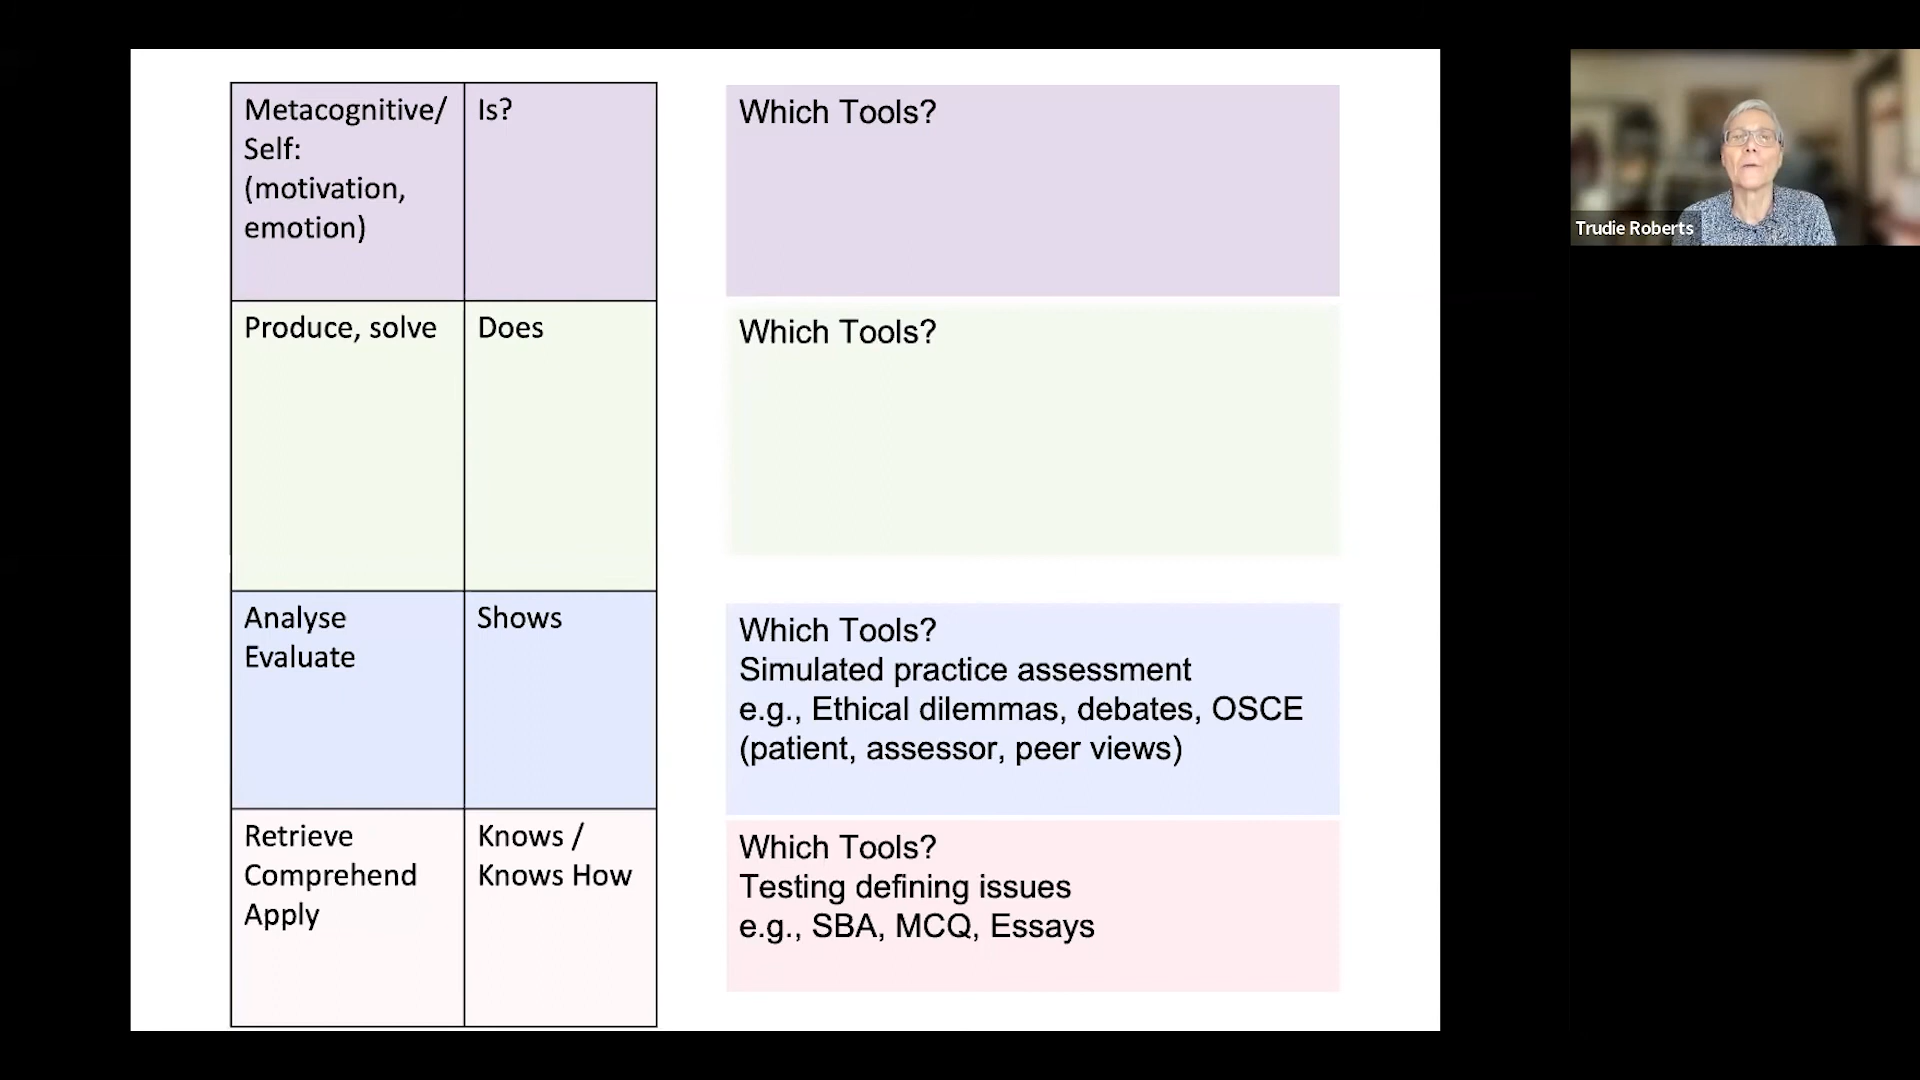 Metacognitive/
Self:
(motivation,
emotion)
Is?
Which Tools?
Produce, solve
Does
Which Tools?
Analyse
Evaluate
Shows
Which Tools?
Simulated practice assessment
e.g., Ethical dilemmas, debates, OSCE
(patient, assessor, peer views)
Retrieve
Comprehend
Apply
Knows /
Knows How
Which Tools?
Testing defining issues
e.g., SBA, MCQ, Essays
Trudie Roberts